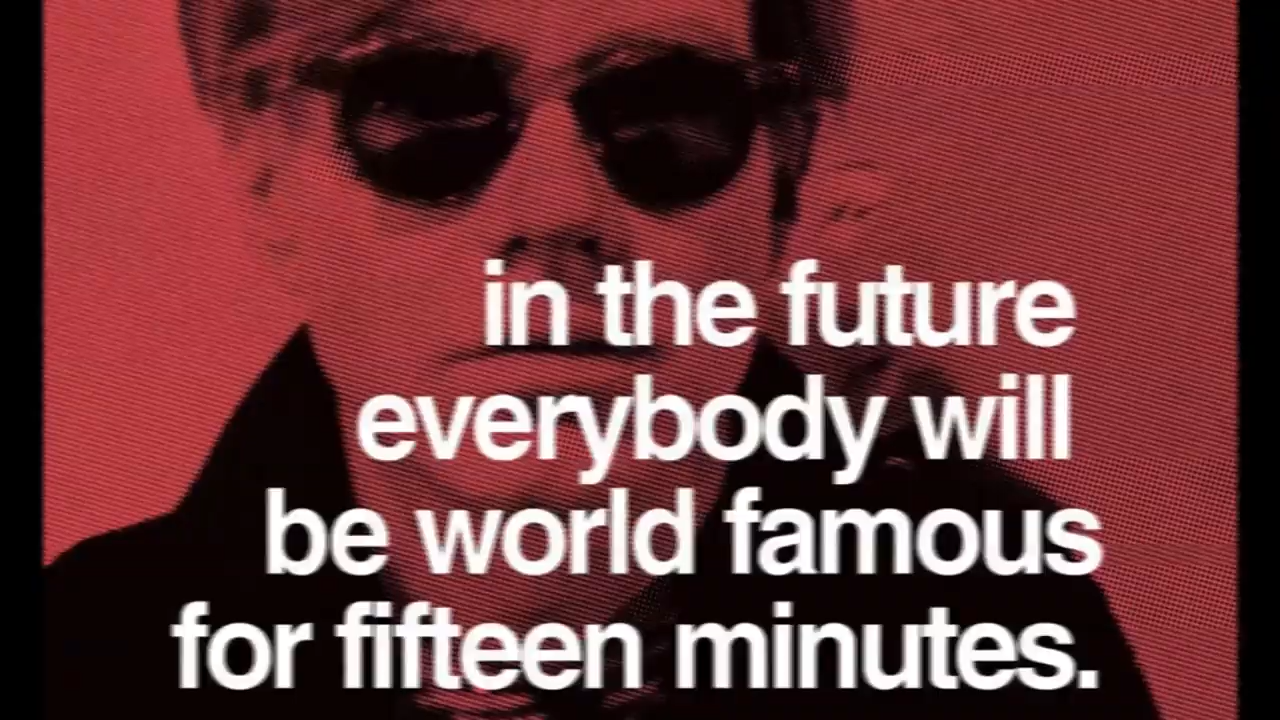 in the future
everybody will
be world famous
for fifteen minutes.